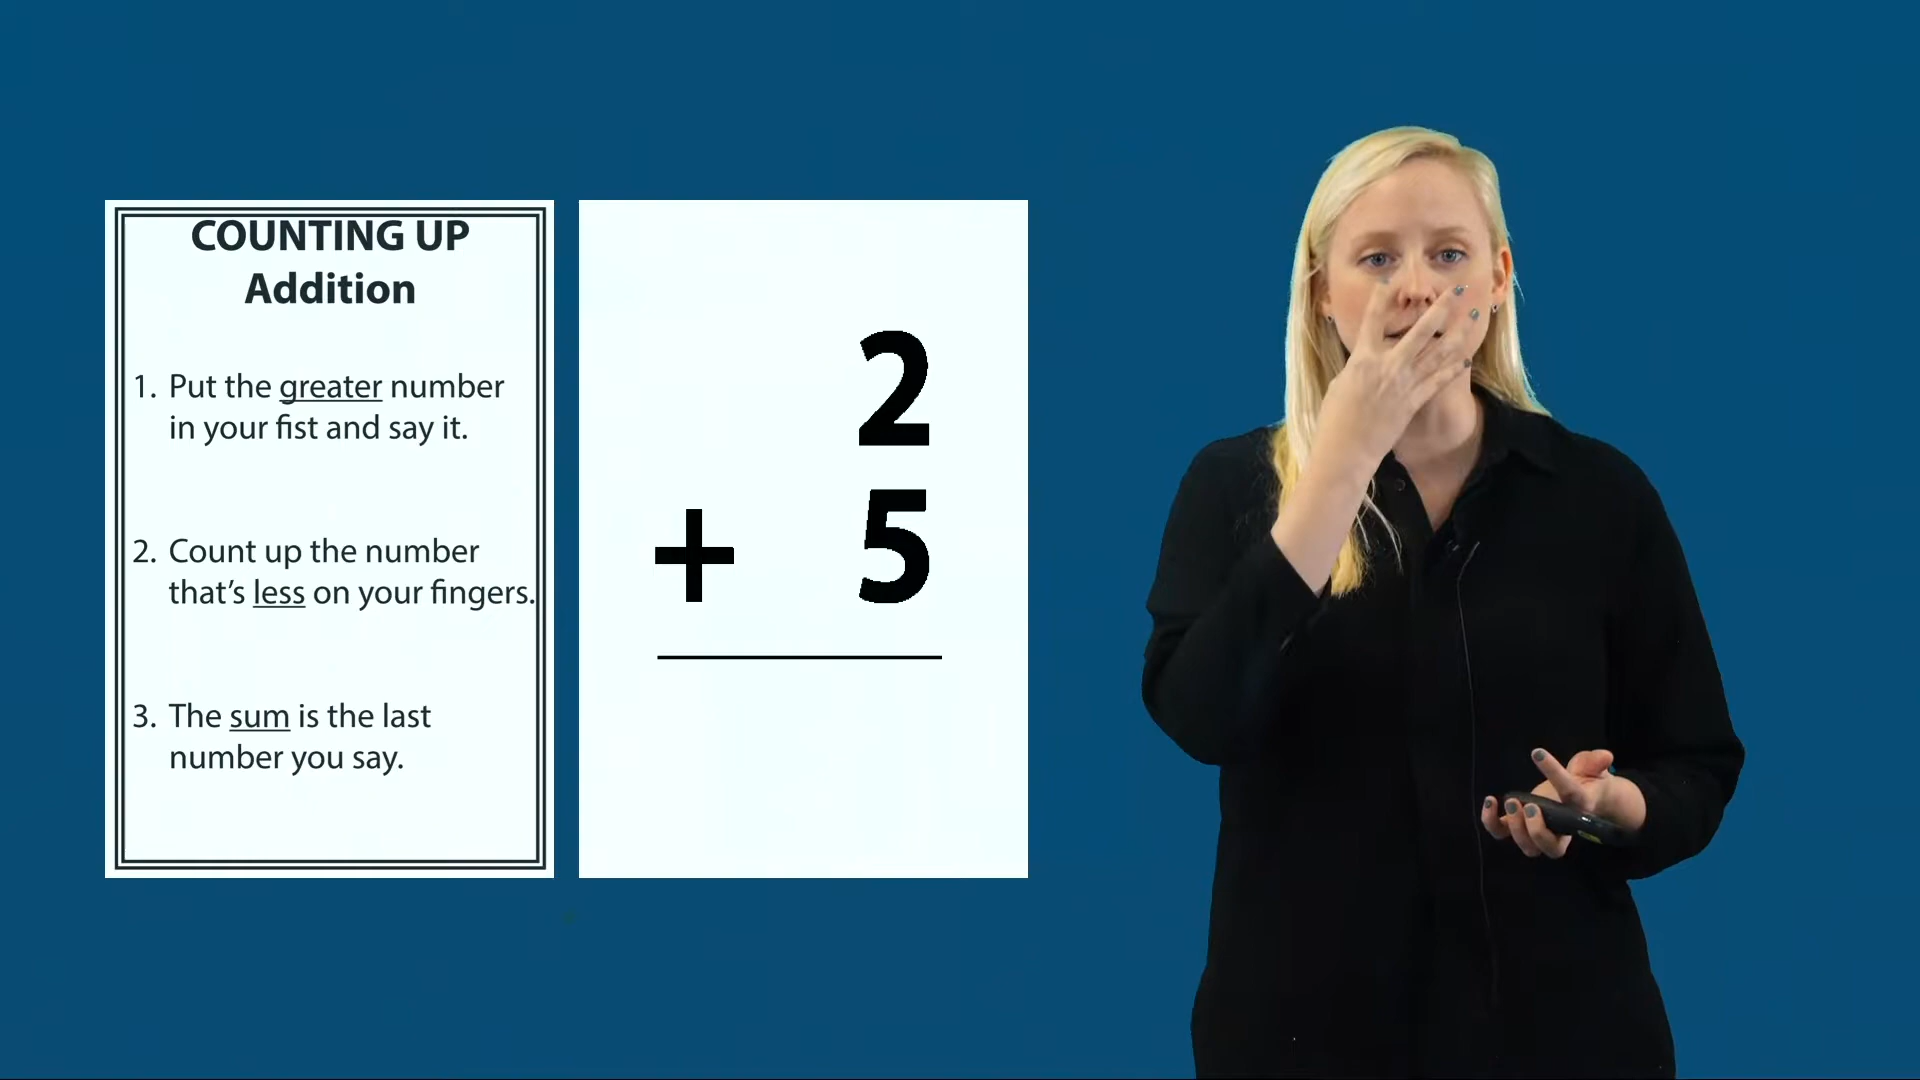 COUNTING UP
Addition
1. Put the greater number
in your fist and say it.
2. Count up the number
that's less on your fingers.
3. The sum is the last
number you say.
2
+ 5